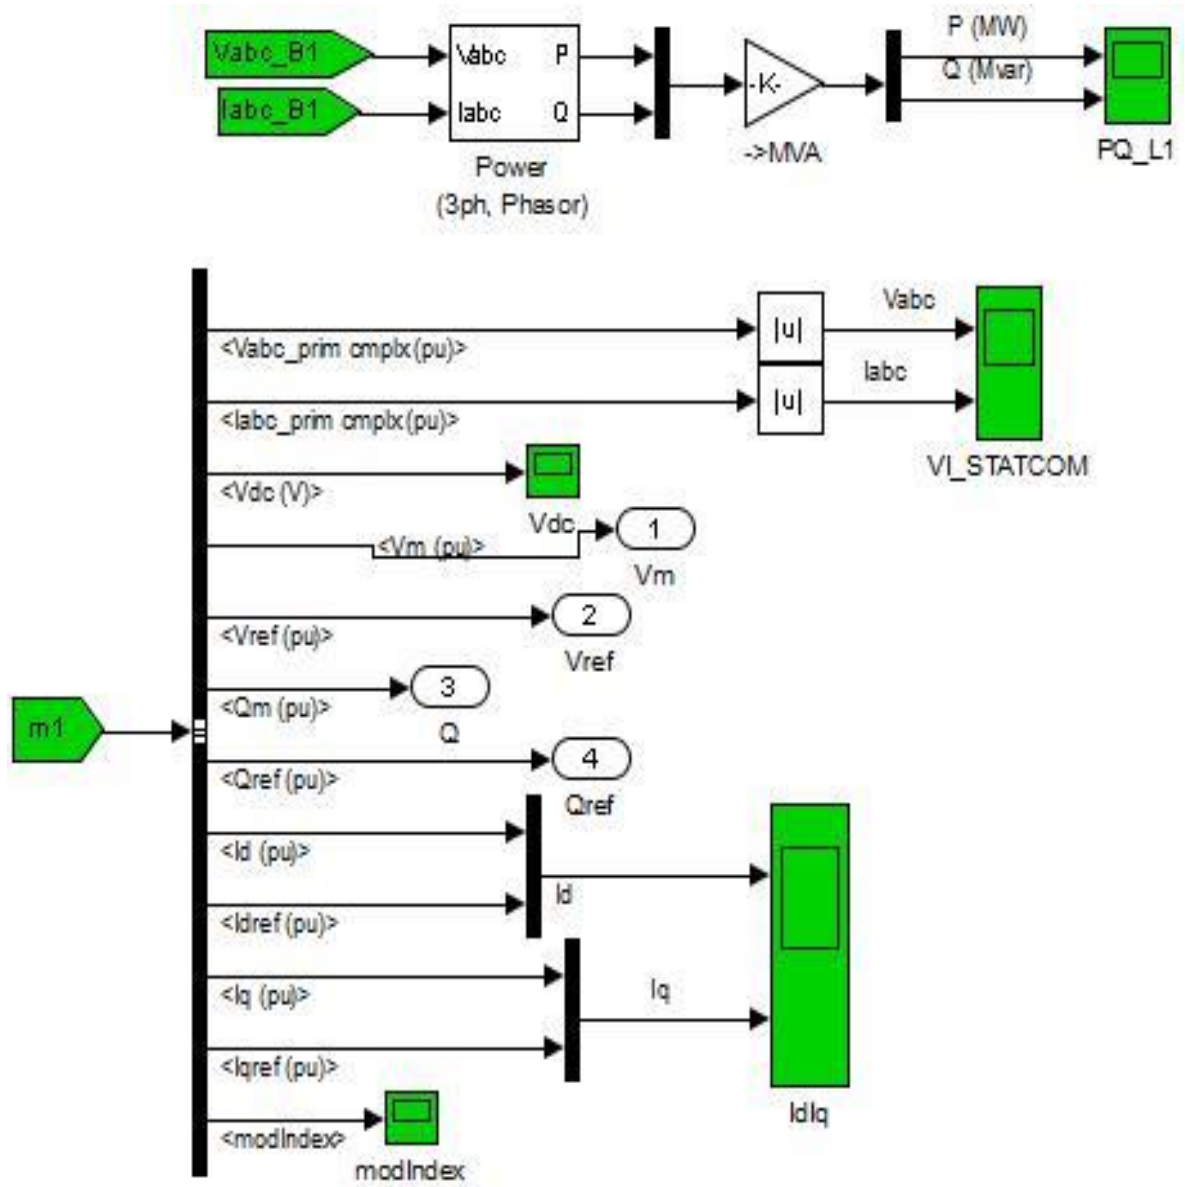 P (MW)
Vabc_B1
Vabc P
Q (Mvar)
-K-
Iabc_B1
Iabc Q
->MVA
PQ_L1
Power
(3ph, Phasor)
Vabc
|u|
<Vabc_prim cmplx(pu)>
Iabc
|u|
<Iabc_prim cmplx(pu)>
VI_STATCOM
<Vdc (V)>
Vdc
1
<Vm (pu)>
Vm
2
<Vref (pu)>
Vref
3
<Qm (pu)>
Q
m1
4
<Qref (pu)>
Qref
<Id (pu)>
Id
<Idref (pu)>
<Iq (pu)>
Iq
<Iqref (pu)>
IdIq
<modIndex>
modIndex